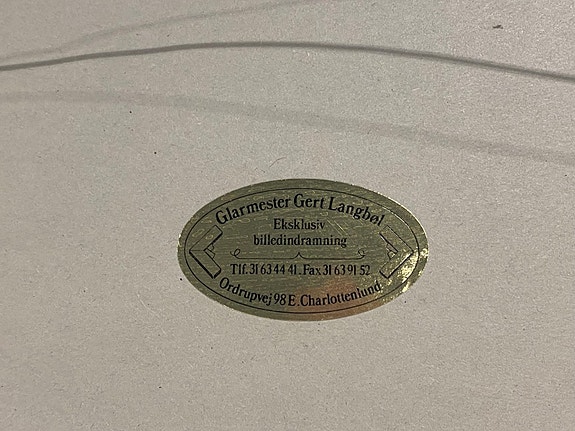 Glarmester Gert Langbøl
Eksklusiv
billedindramning
Tlf. 31 63 44 41. Fax 31 63 91 52
Ordrupvej 98 E. Charlottenlund